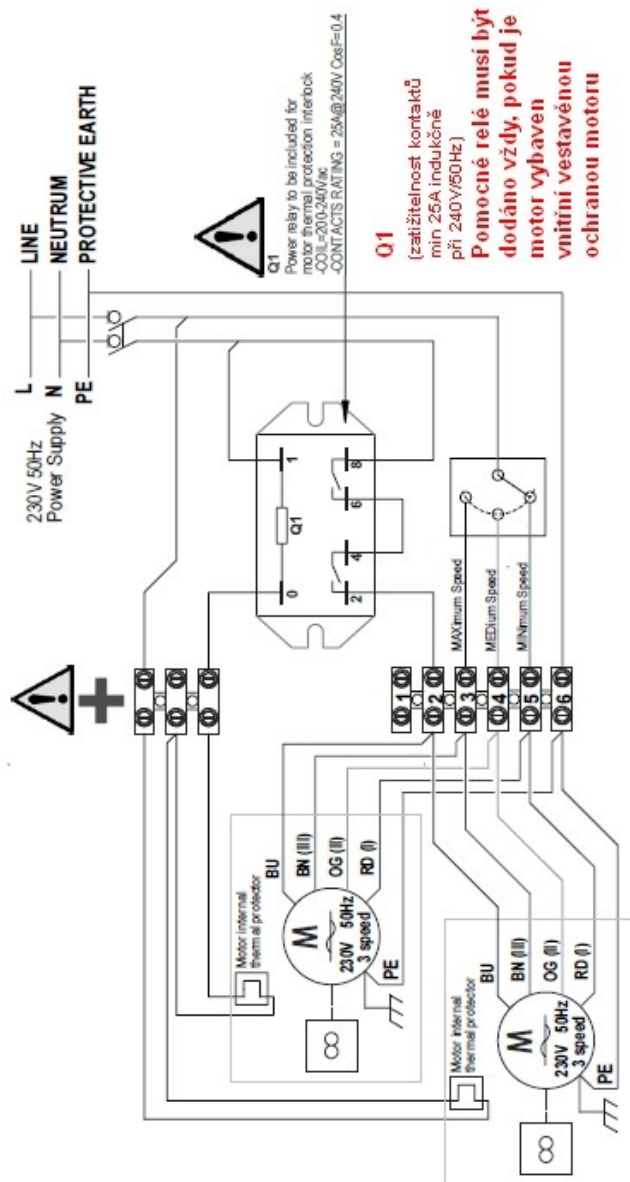 L LINE
N NEUTRUM
PE PROTECTIVE EARTH
230V 50Hz
Power Supply
Q1
Power relay to be included for
motor thermal protection interlock
-COIL=200-240Vac
-CONTACTS RATING = 25A@240V CosF=0.4
Q1
(zatižitelnost kontaktů
min 25A indukčně
při 240V/50Hz)
Pomocné relé musí být
dodáno vždy, pokud je
motor vybaven
vnitřní vestavěnou
ochranou motoru
0 1
Q1
2 4 6 8
MAXimum Speed
MEDium Speed
MINimum Speed
1
2
3
4
5
6
Motor internal
thermal protector
BU
BN (III)
OG (II)
RD (I)
PE
M
230V 50Hz
3 speed
Motor internal
thermal protector
BU
BN (III)
OG (II)
RD (I)
PE
M
230V 50Hz
3 speed